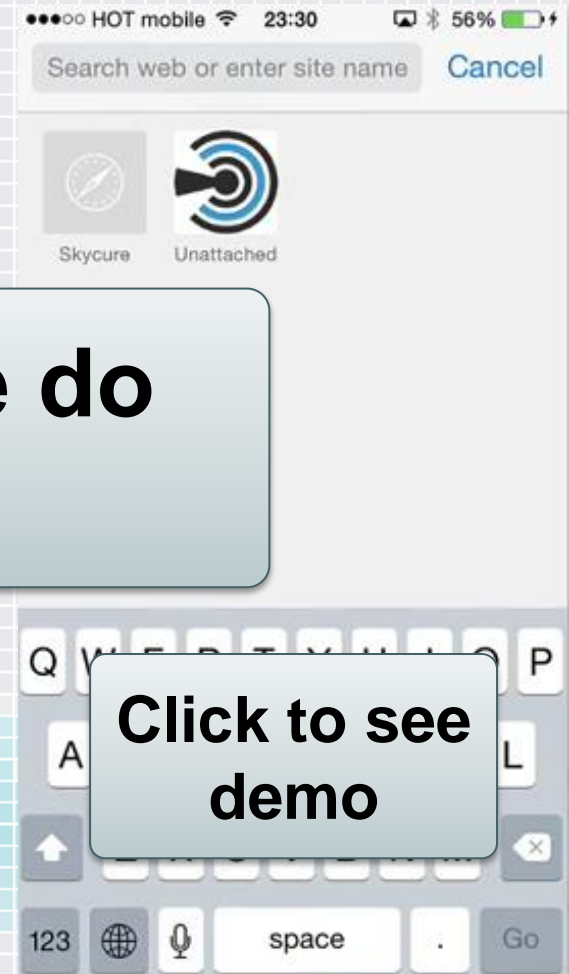 HOT mobile 23:30 56%
Search web or enter site name Cancel
Skycure Unattached
do
Q P
Click to see
demo
A L
123 space . Go